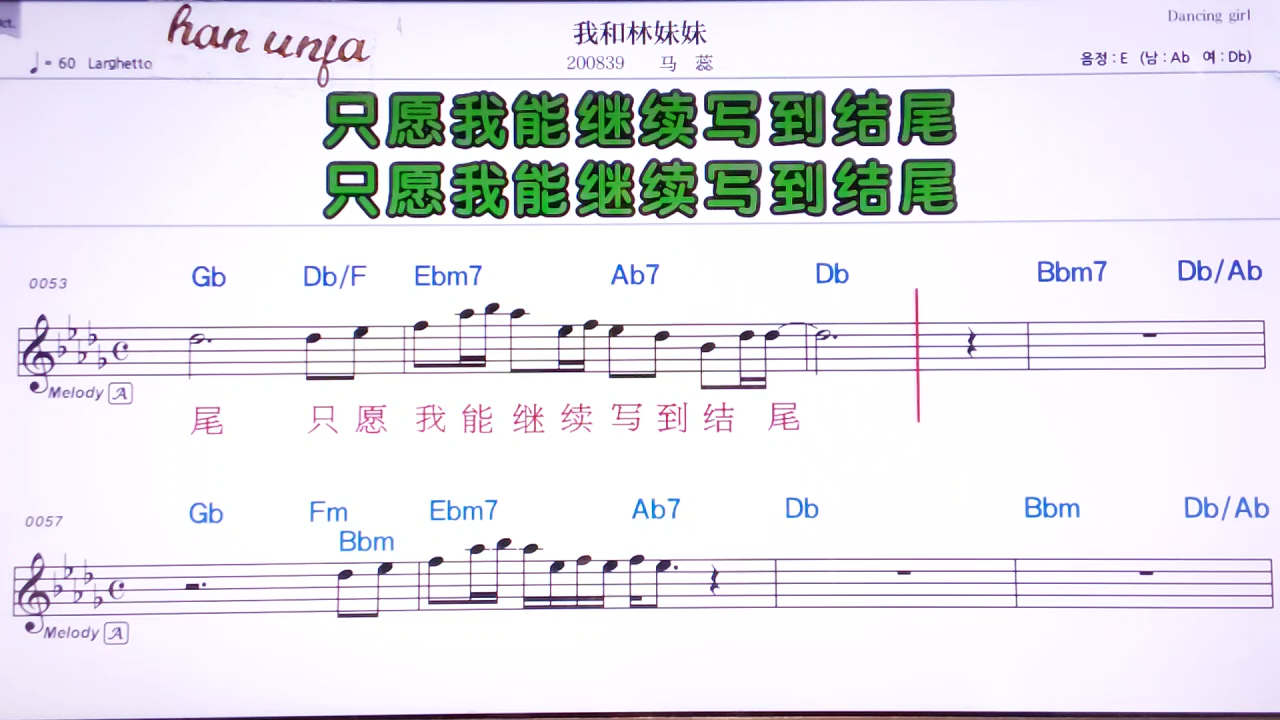 ct.
han unfa
Dancing girl
我和林妹妹
♩= 60 Larghetto
200839 马 蕊
음정 : E (남 : Ab 여 : Db)
只愿我能继续写到结尾
只愿我能继续写到结尾
0053
Gb Db/F Ebm7 Ab7 Db Bbm7 Db/Ab
Melody A
尾 只 愿 我 能 继 续 写 到 结 尾
0057
Gb Fm Ebm7 Ab7 Db Bbm Db/Ab
Bbm
Melody A